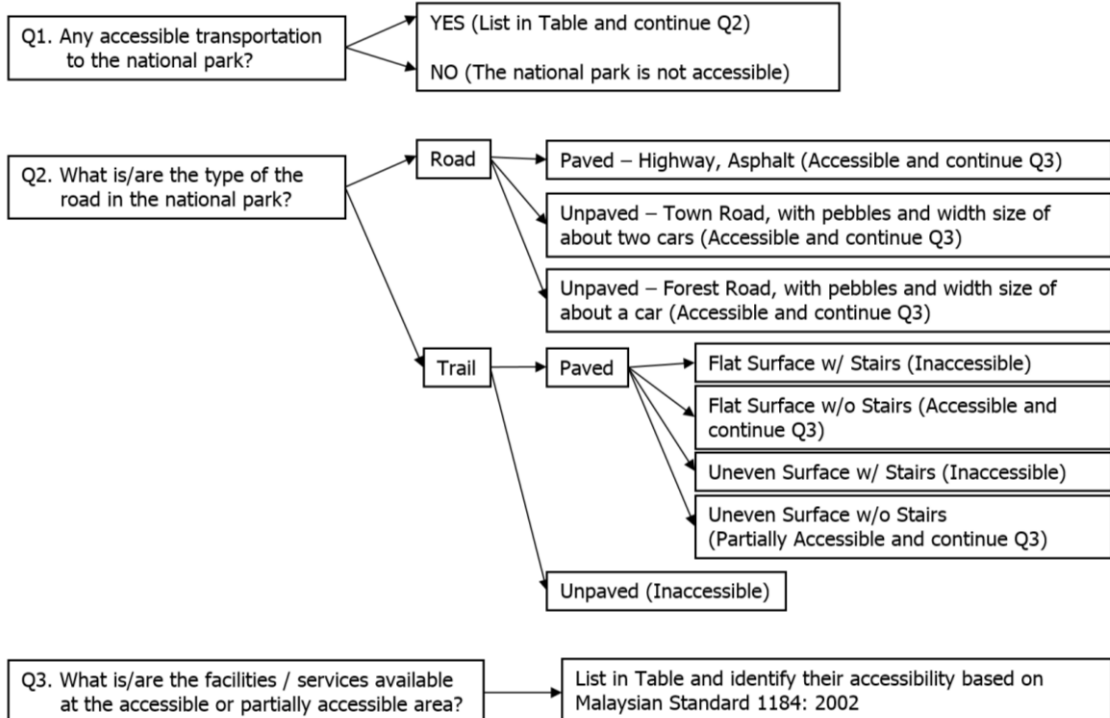 Q1. Any accessible transportation
to the national park?
YES (List in Table and continue Q2)
NO (The national park is not accessible)
Q2. What is/are the type of the
road in the national park?
Road
Paved – Highway, Asphalt (Accessible and continue Q3)
Unpaved – Town Road, with pebbles and width size of
about two cars (Accessible and continue Q3)
Unpaved – Forest Road, with pebbles and width size of
about a car (Accessible and continue Q3)
Trail
Paved
Flat Surface w/ Stairs (Inaccessible)
Flat Surface w/o Stairs (Accessible and
continue Q3)
Uneven Surface w/ Stairs (Inaccessible)
Uneven Surface w/o Stairs
(Partially Accessible and continue Q3)
Unpaved (Inaccessible)
Q3. What is/are the facilities / services available
at the accessible or partially accessible area?
List in Table and identify their accessibility based on
Malaysian Standard 1184: 2002